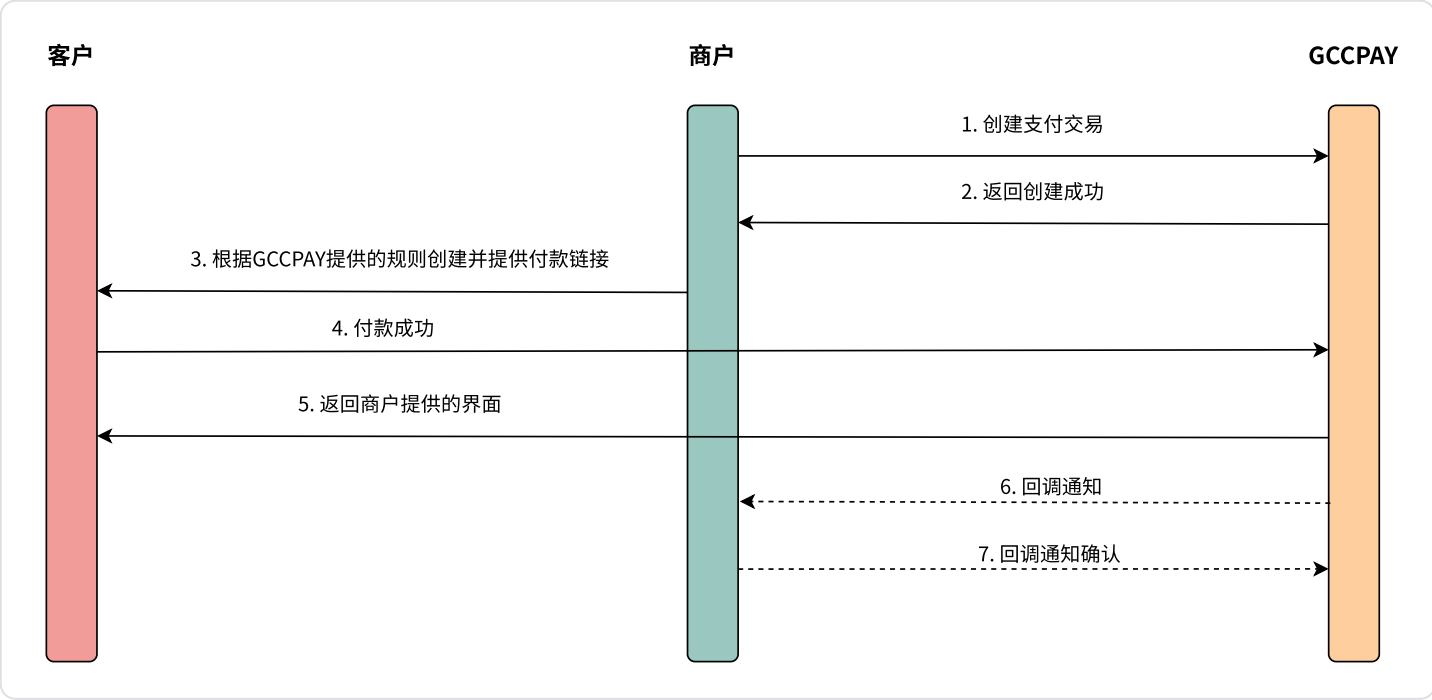 客户
商户
GCCPAY
1. 创建支付交易
2. 返回创建成功
3. 根据GCCPAY提供的规则创建并提供付款链接
4. 付款成功
5. 返回商户提供的界面
6. 回调通知
7. 回调通知确认